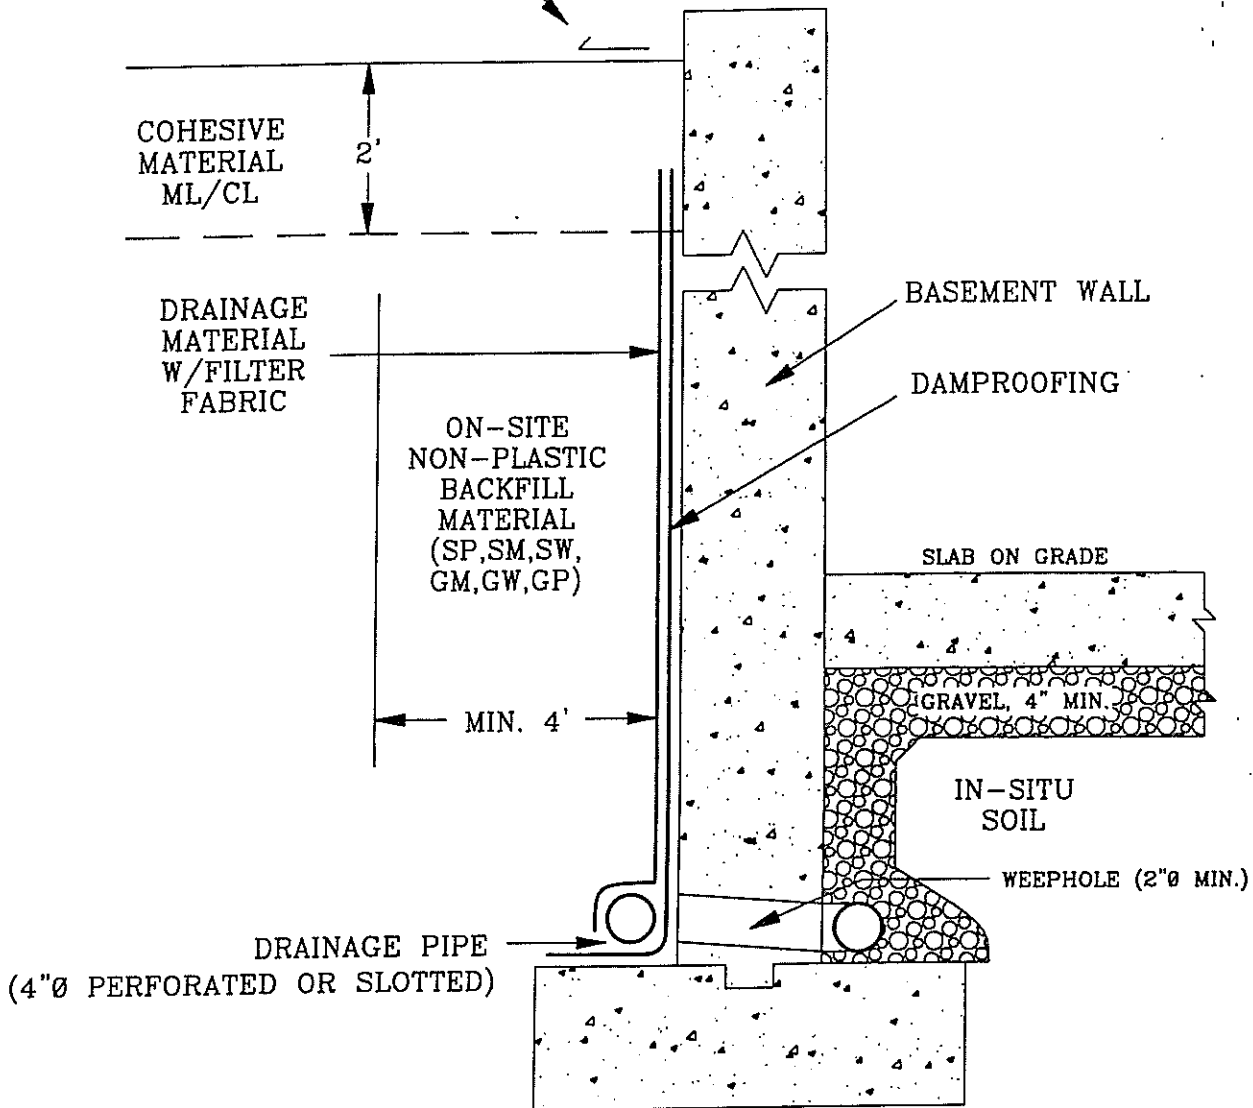 COHESIVE
MATERIAL
ML/CL
2'
DRAINAGE
MATERIAL
W/FILTER
FABRIC
BASEMENT WALL
DAMPROOFING
ON-SITE
NON-PLASTIC
BACKFILL
MATERIAL
(SP,SM,SW,
GM,GW,GP)
SLAB ON GRADE
MIN. 4'
GRAVEL, 4" MIN.
IN-SITU
SOIL
WEEPHOLE (2"Ø MIN.)
DRAINAGE PIPE
(4"Ø PERFORATED OR SLOTTED)